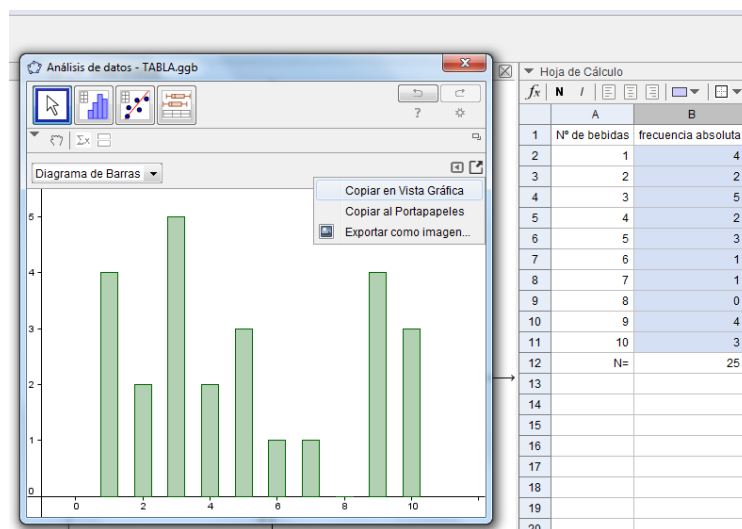 Análisis de datos - TABLA.ggb
?
Σx
Diagrama de Barras
Copiar en Vista Gráfica
Copiar al Portapapeles
Exportar como imagen...
5
4
3
2
1
0
0 2 4 6 8 10
Hoja de Cálculo
fx N I
A B
1 Nº de bebidas frecuencia absoluta
2 1 4
3 2 2
4 3 5
5 4 2
6 5 3
7 6 1
8 7 1
9 8 0
10 9 4
11 10 3
12 N= 25
13
14
15
16
17
18
19
20